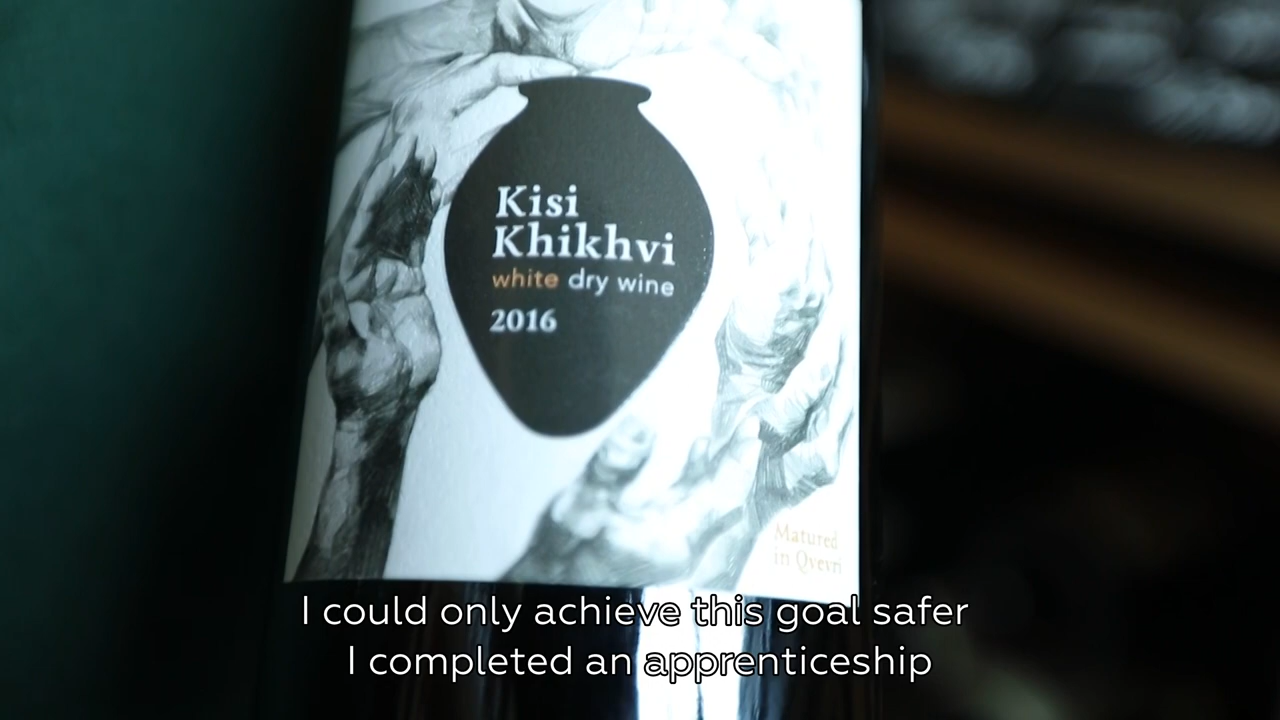 Kisi
Khikhvi
white dry wine
2016
Matured
in Qvevri
I could only achieve this goal safer
I completed an apprenticeship